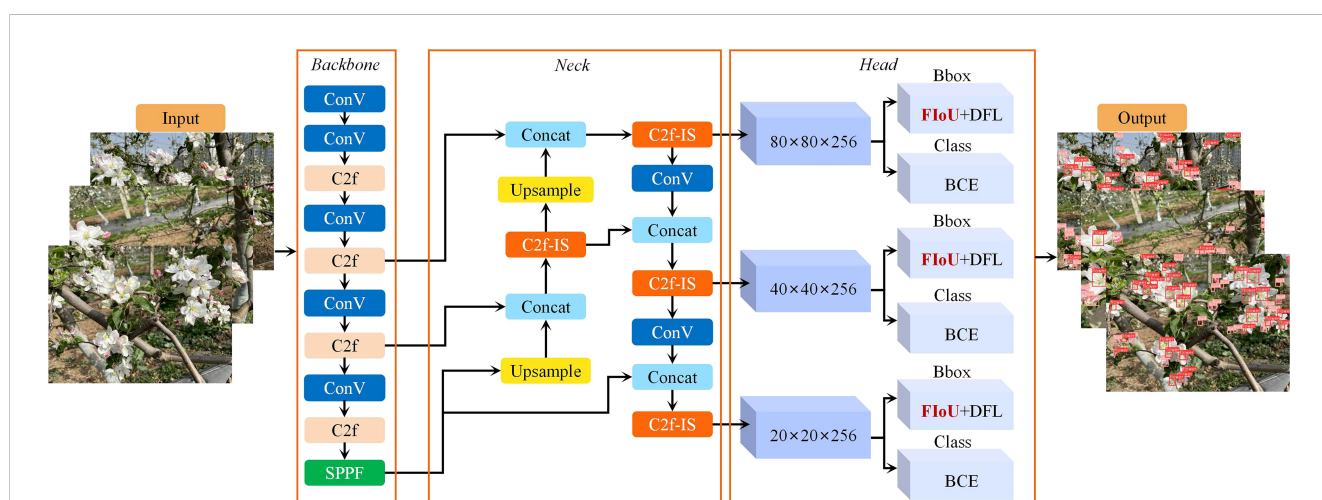 Input
Backbone
ConV
ConV
C2f
ConV
C2f
ConV
C2f
ConV
C2f
SPPF
Neck
Concat
Upsample
C2f-IS
Concat
Upsample
C2f-IS
ConV
Concat
C2f-IS
ConV
Concat
C2f-IS
Head
80×80×256
Bbox
FIoU+DFL
Class
BCE
40×40×256
Bbox
FIoU+DFL
Class
BCE
20×20×256
Bbox
FIoU+DFL
Class
BCE
Output